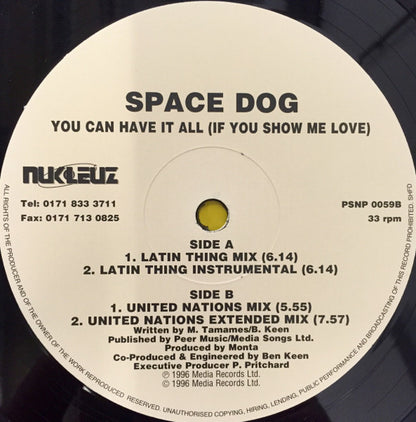 SPACE DOG
YOU CAN HAVE IT ALL (IF YOU SHOW ME LOVE)
NUKLEUZ
Tel: 0171 833 3711
Fax: 0171 713 0825
PSNP 0059B
33 rpm
SIDE A
1. LATIN THING MIX (6.14)
2. LATIN THING INSTRUMENTAL (6.14)
SIDE B
1. UNITED NATIONS MIX (5.55)
2. UNITED NATIONS EXTENDED MIX (7.57)
Written by M. Tamames/B. Keen
Published by Peer Music/Media Songs Ltd.
Produced by Monta
Co-Produced & Engineered by Ben Keen
Executive Producer P. Pritchard
℗ 1996 Media Records Ltd.
© 1996 Media Records Ltd.
ALL RIGHTS OF THE PRODUCER AND OF THE OWNER OF THE WORK REPRODUCED RESERVED. UNAUTHORISED COPYING, HIRING, LENDING, PUBLIC PERFORMANCE AND BROADCASTING OF THIS RECORD PROHIBITED. SHFD